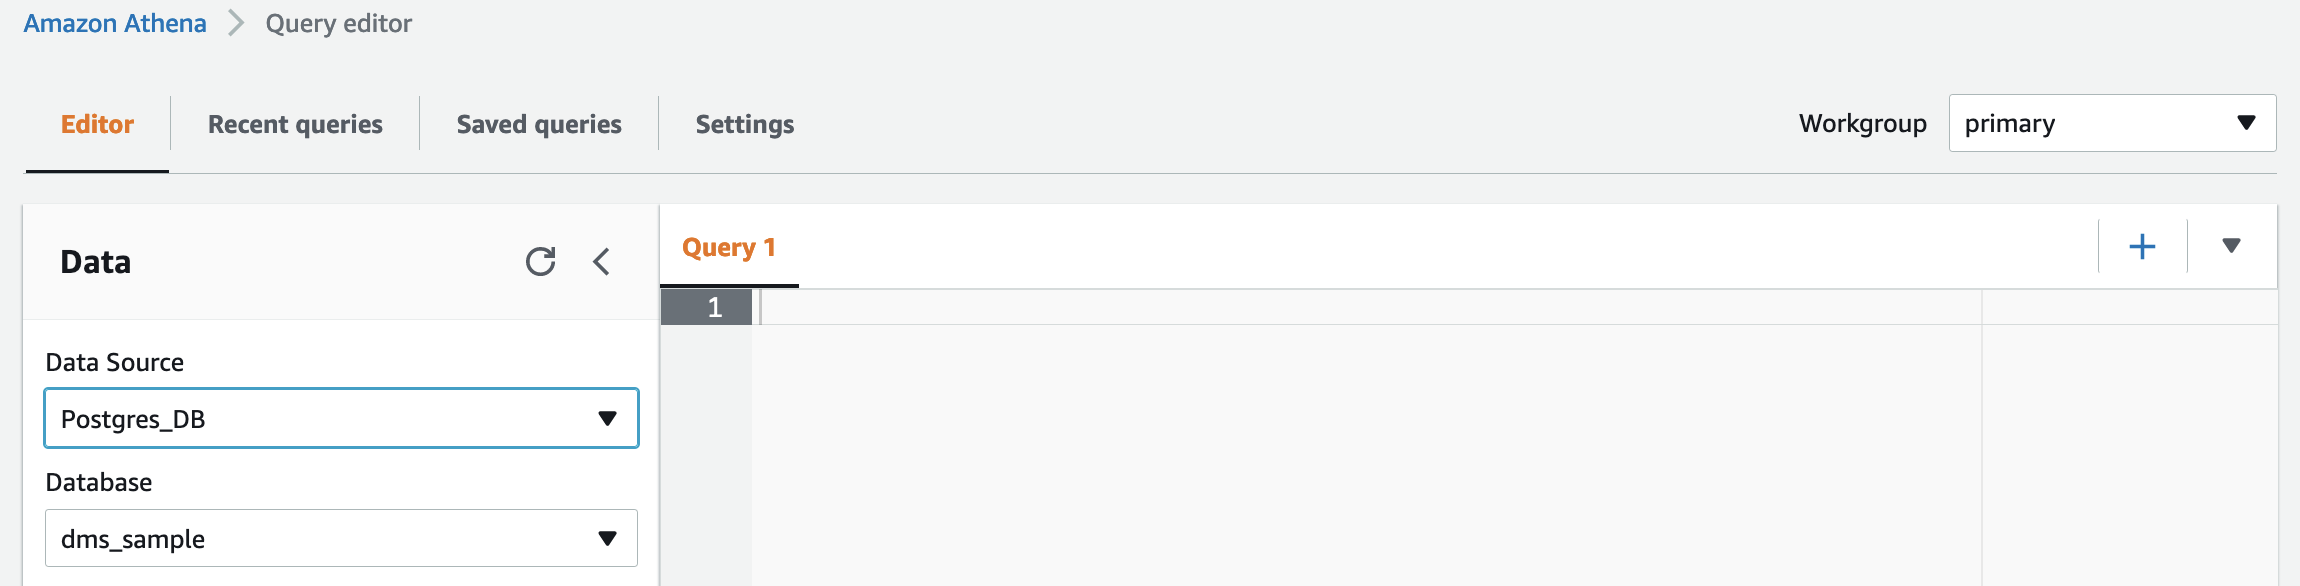 Amazon Athena > Query editor
Editor Recent queries Saved queries Settings Workgroup primary
Data
Query 1 +
1
Data Source
Postgres_DB
Database
dms_sample